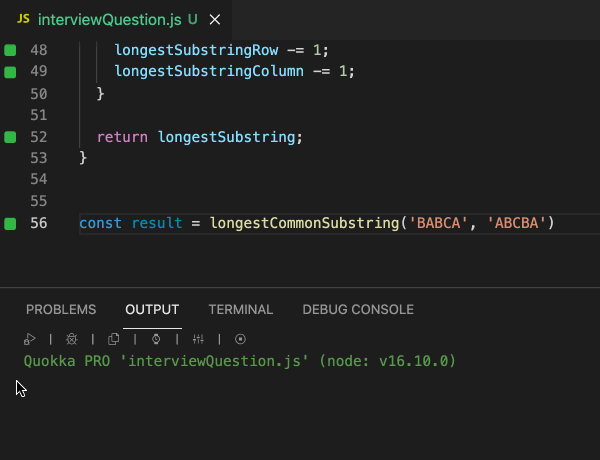 JS interviewQuestion.js U
48 longestSubstringRow -= 1;
49 longestSubstringColumn -= 1;
50 }
51
52 return longestSubstring;
53 }
54
55
56 const result = longestCommonSubstring('BABCA', 'ABCBA')
PROBLEMS OUTPUT TERMINAL DEBUG CONSOLE
Quokka PRO 'interviewQuestion.js' (node: v16.10.0)